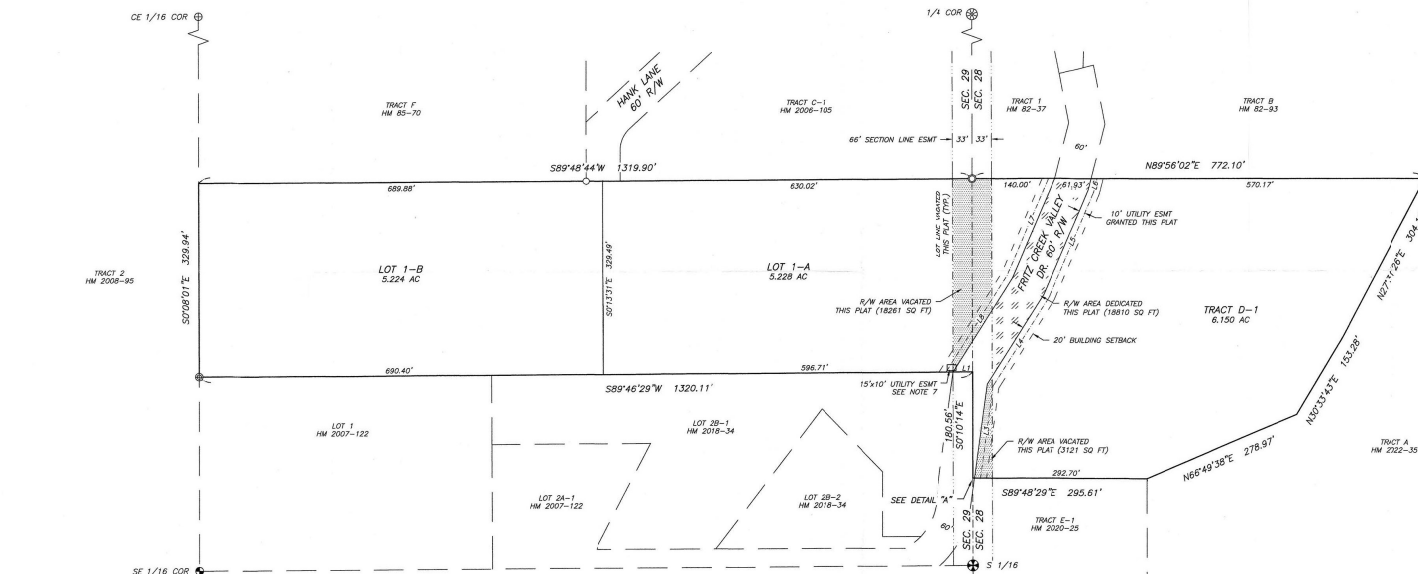 CE 1/16 COR
1/4 COR
HANK LANE
60' R/W
TRACT F
HM 85-70
TRACT C-1
HM 2006-105
SEC. 29
SEC. 28
TRACT 1
HM 82-37
TRACT B
HM 82-93
66' SECTION LINE ESMT
33'
33'
60'
S89°48'44"W 1319.90'
N89°56'02"E 772.10'
689.88'
630.02'
140.00'
61.93'
L6
570.17'
LOT LINE VACATED
THIS PLAT (TYP.)
L7
10' UTILITY ESMT
GRANTED THIS PLAT
L5
S0°08'01"E 329.94'
S0°13'31"E 329.49'
FRITZ CREEK VALLEY
DR. 60' R/W
TRACT 2
HM 2008-95
LOT 1-B
5.224 AC
LOT 1-A
5.228 AC
R/W AREA VACATED
THIS PLAT (18261 SQ FT)
R/W AREA DEDICATED
THIS PLAT (18810 SQ FT)
TRACT D-1
6.150 AC
L8
L4
20' BUILDING SETBACK
690.40'
596.71'
L1
S89°46'29"W 1320.11'
15'x10' UTILITY ESMT
SEE NOTE 7
180.56'
S0°10'14"E
N30°33'43"E 153.28'
LOT 1
HM 2007-122
LOT 2B-1
HM 2018-34
L3
R/W AREA VACATED
THIS PLAT (3121 SQ FT)
N66°49'38"E 278.97'
TRACT A
HM 2022-35
292.70'
LOT 2A-1
HM 2007-122
LOT 2B-2
HM 2018-34
SEE DETAIL "A"
S89°48'29"E 295.61'
60'
SEC. 29
SEC. 28
TRACT E-1
HM 2020-25
SE 1/16 COR
S 1/16